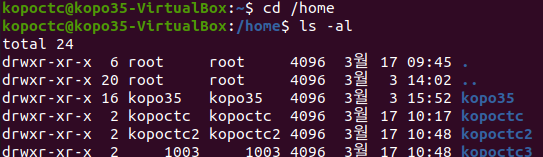 kopoctc@kopo35-VirtualBox:~$ cd /home
kopoctc@kopo35-VirtualBox:/home$ ls -al
total 24
drwxr-xr-x  6 root     root     4096  3월 17 09:45 .
drwxr-xr-x 20 root     root     4096  3월  3 14:02 ..
drwxr-xr-x 16 kopo35   kopo35   4096  3월  3 15:52 kopo35
drwxr-xr-x  2 kopoctc  kopoctc  4096  3월 17 10:17 kopoctc
drwxr-xr-x  2 kopoctc2 kopoctc2 4096  3월 17 10:48 kopoctc2
drwxr-xr-x  2     1003     1003 4096  3월 17 10:48 kopoctc3